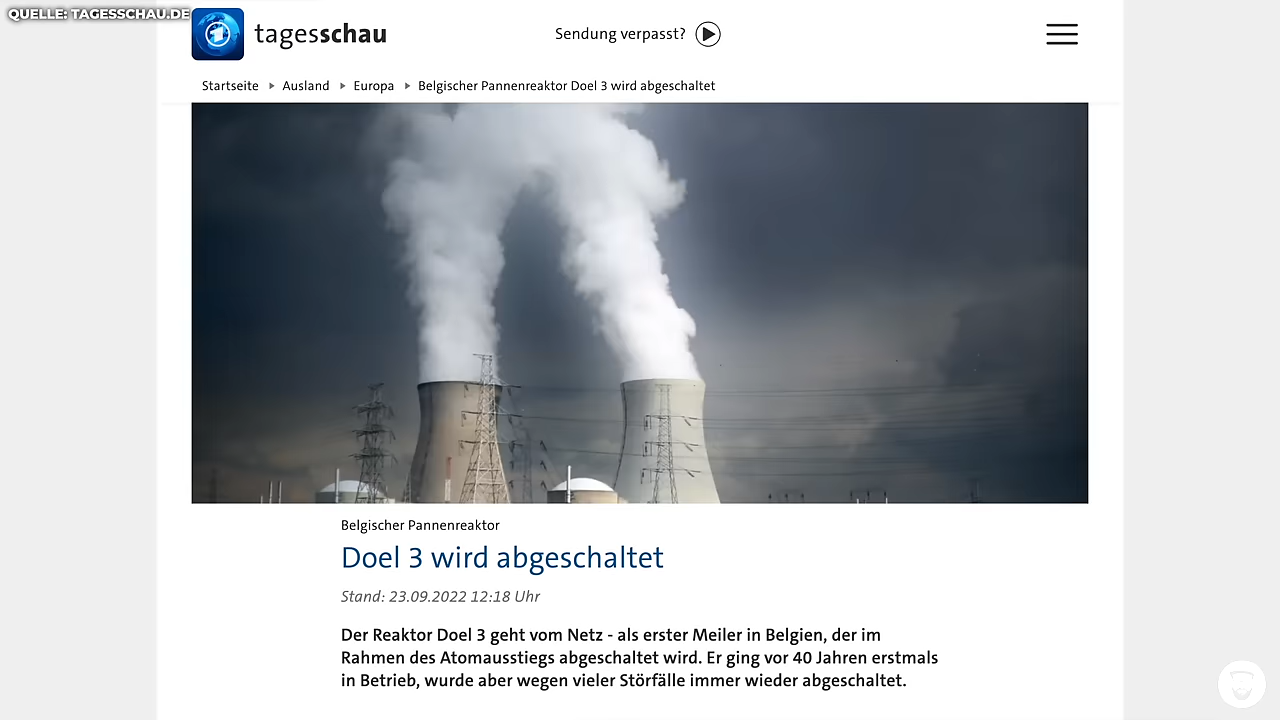 QUELLE: TAGESSCHAU.DE
tagesschau
Sendung verpasst?
Startseite Ausland Europa Belgischer Pannenreaktor Doel 3 wird abgeschaltet
Belgischer Pannenreaktor
Doel 3 wird abgeschaltet
Stand: 23.09.2022 12:18 Uhr
Der Reaktor Doel 3 geht vom Netz - als erster Meiler in Belgien, der im
Rahmen des Atomausstiegs abgeschaltet wird. Er ging vor 40 Jahren erstmals
in Betrieb, wurde aber wegen vieler Störfälle immer wieder abgeschaltet.